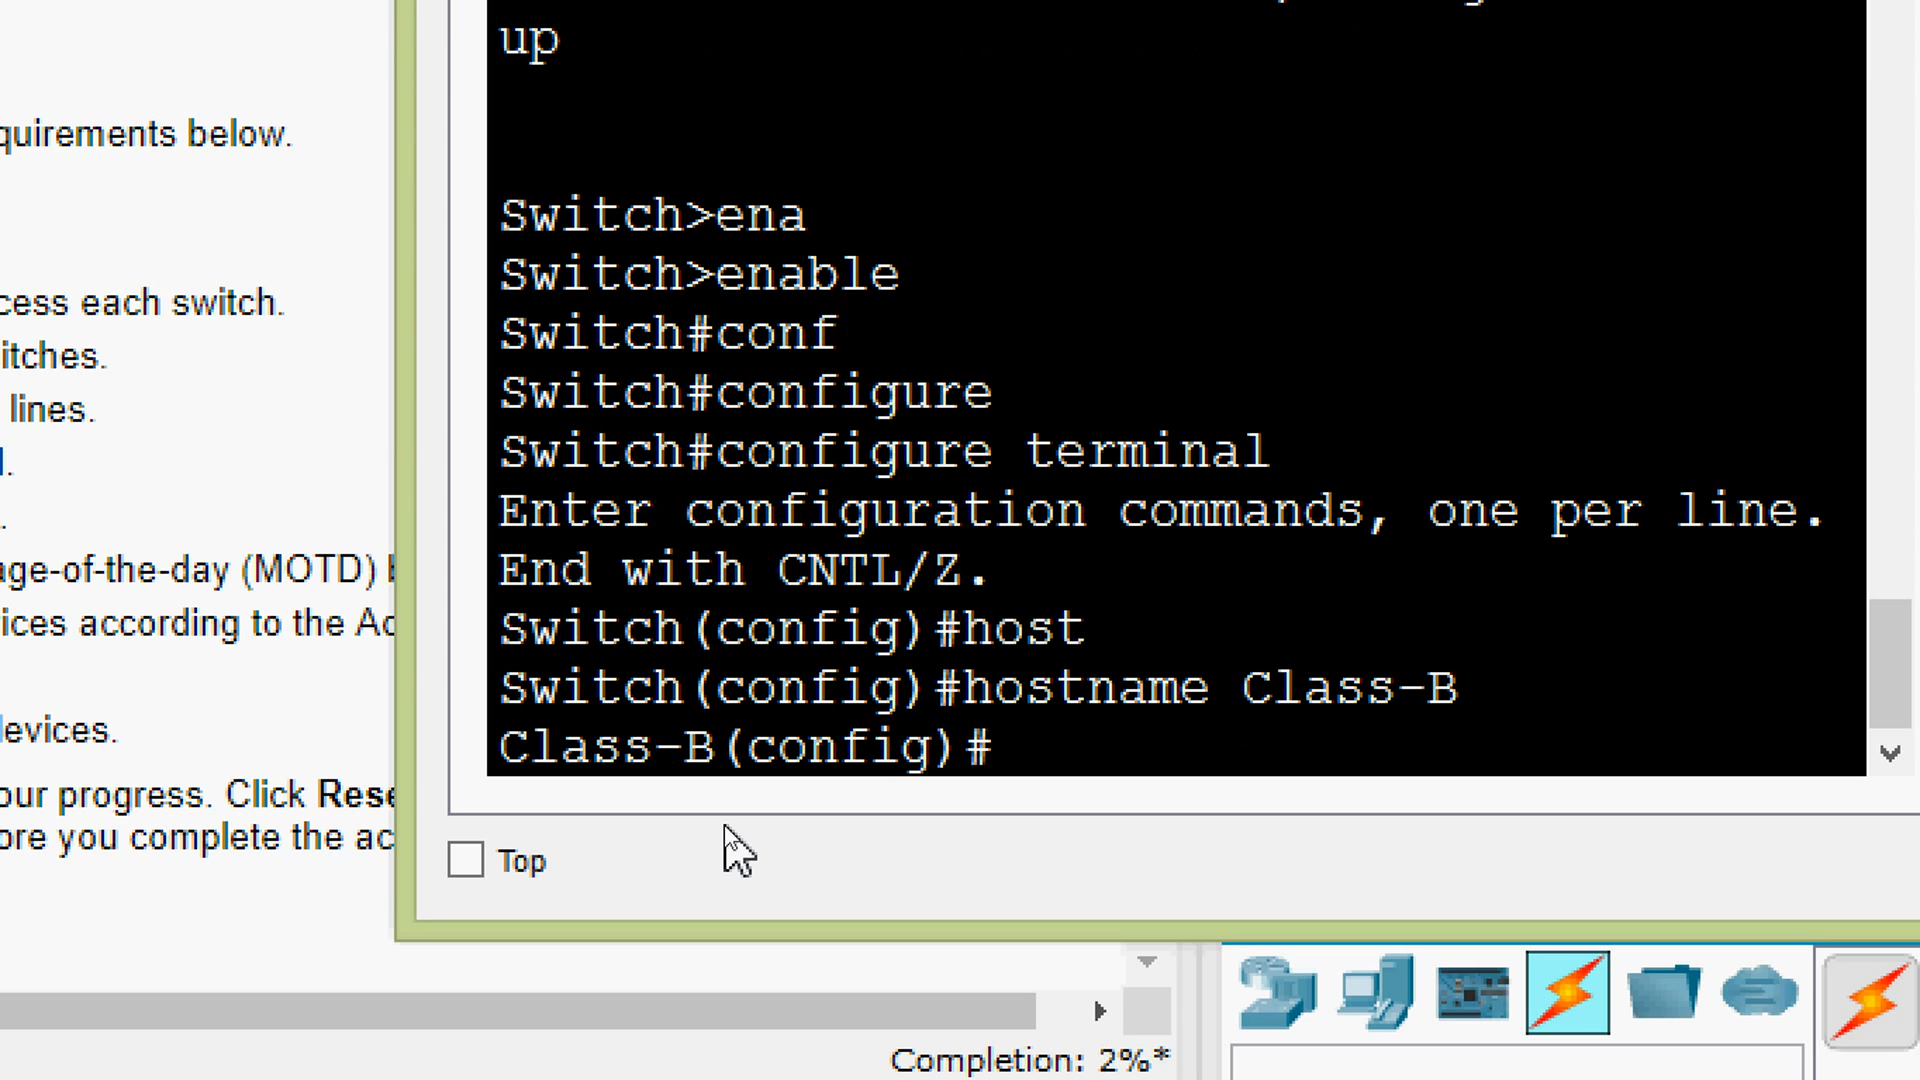 up
quirements below.
Switch>ena
Switch>enable
cess each switch.
Switch#conf
itches.
Switch#configure
lines.
Switch#configure terminal
Enter configuration commands, one per line.
End with CNTL/Z.
age-of-the-day (MOTD)
ices according to the Ac
Switch(config)#host
Switch(config)#hostname Class-B
evices.
Class-B(config)#
our progress. Click Rese
ore you complete the ac
Top
Completion: 2%*